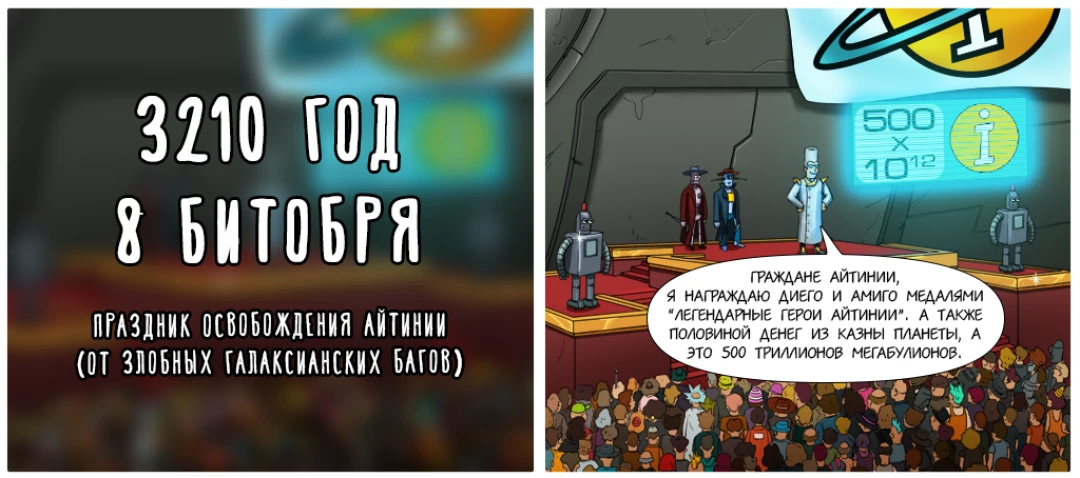 3210 ГОД
8 БИТОБРЯ
ПРАЗДНИК ОСВОБОЖДЕНИЯ АЙТИНИИ
(ОТ ЗЛОБНЫХ ГАЛАКСИАНСКИХ БАГОВ)
500
X
10¹²
i
ГРАЖДАНЕ АЙТИНИИ,
Я НАГРАЖДАЮ ДИЕГО И АМИГО МЕДАЛЯМИ
"ЛЕГЕНДАРНЫЕ ГЕРОИ АЙТИНИИ". А ТАКЖЕ
ПОЛОВИНОЙ ДЕНЕГ ИЗ КАЗНЫ ПЛАНЕТЫ, А
ЭТО 500 ТРИЛЛИОНОВ МЕГАБУЛИОНОВ.